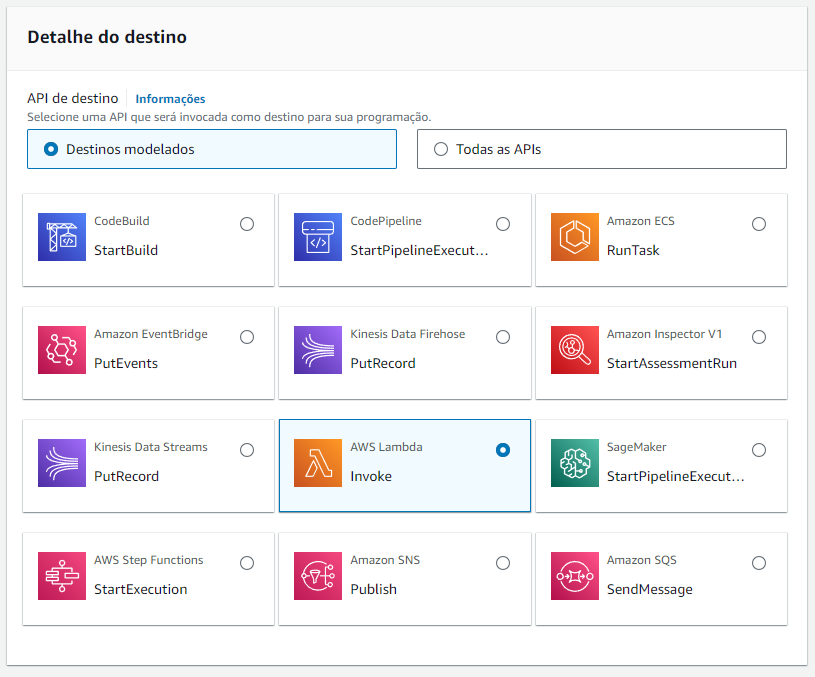 Detalhe do destino
API de destino Informações
Selecione uma API que será invocada como destino para sua programação.
Destinos modelados
Todas as APIs
CodeBuild
StartBuild
CodePipeline
StartPipelineExecut...
Amazon ECS
RunTask
Amazon EventBridge
PutEvents
Kinesis Data Firehose
PutRecord
Amazon Inspector V1
StartAssessmentRun
Kinesis Data Streams
PutRecord
AWS Lambda
Invoke
SageMaker
StartPipelineExecut...
AWS Step Functions
StartExecution
Amazon SNS
Publish
Amazon SQS
SendMessage